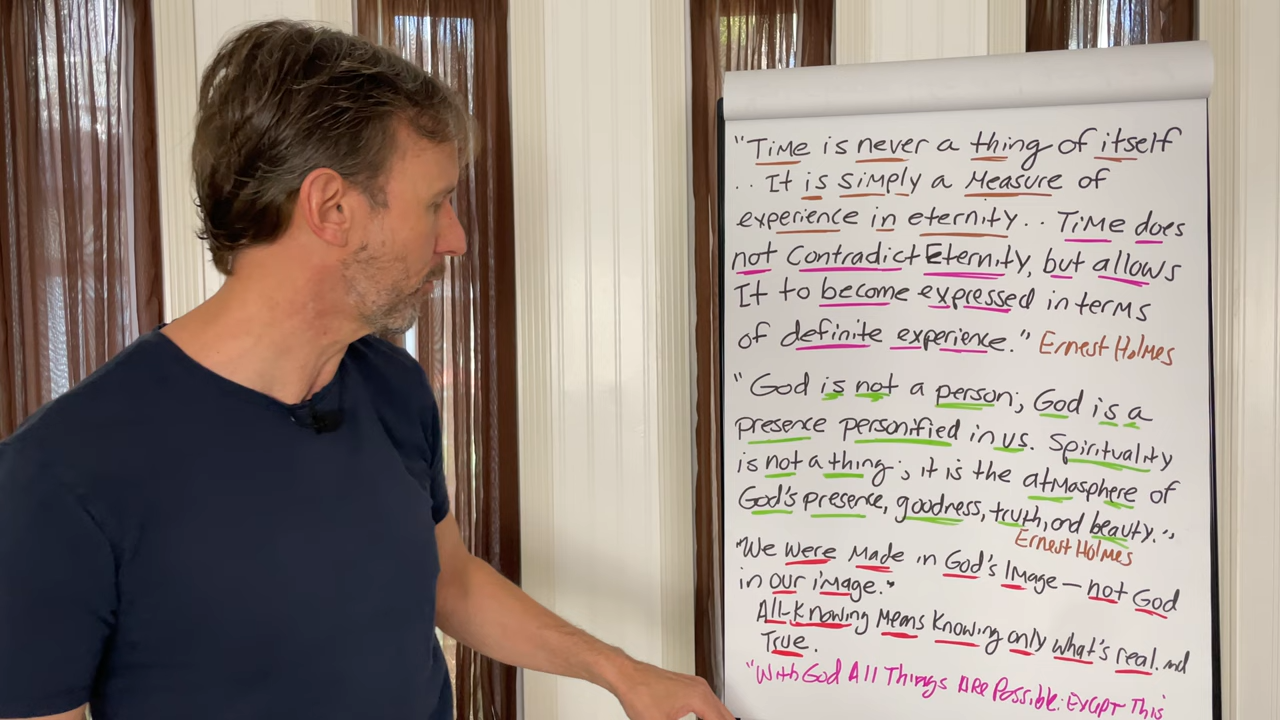 "Time is never a thing of itself
.. It is simply a Measure of
experience in eternity.. Time does
not Contradict Eternity, but allows
It to become expressed in terms
of definite experience." Ernest Holmes
"God is not a person; God is a
presence personified in us. Spirituality
is not a thing; it is the atmosphere of
God's presence, goodness, truth, and beauty."
Ernest Holmes
"We were Made in God's Image – not God
in our image."
All-Knowing Means Knowing only what's real. and
True.
"With God All Things Are Possible: Except This